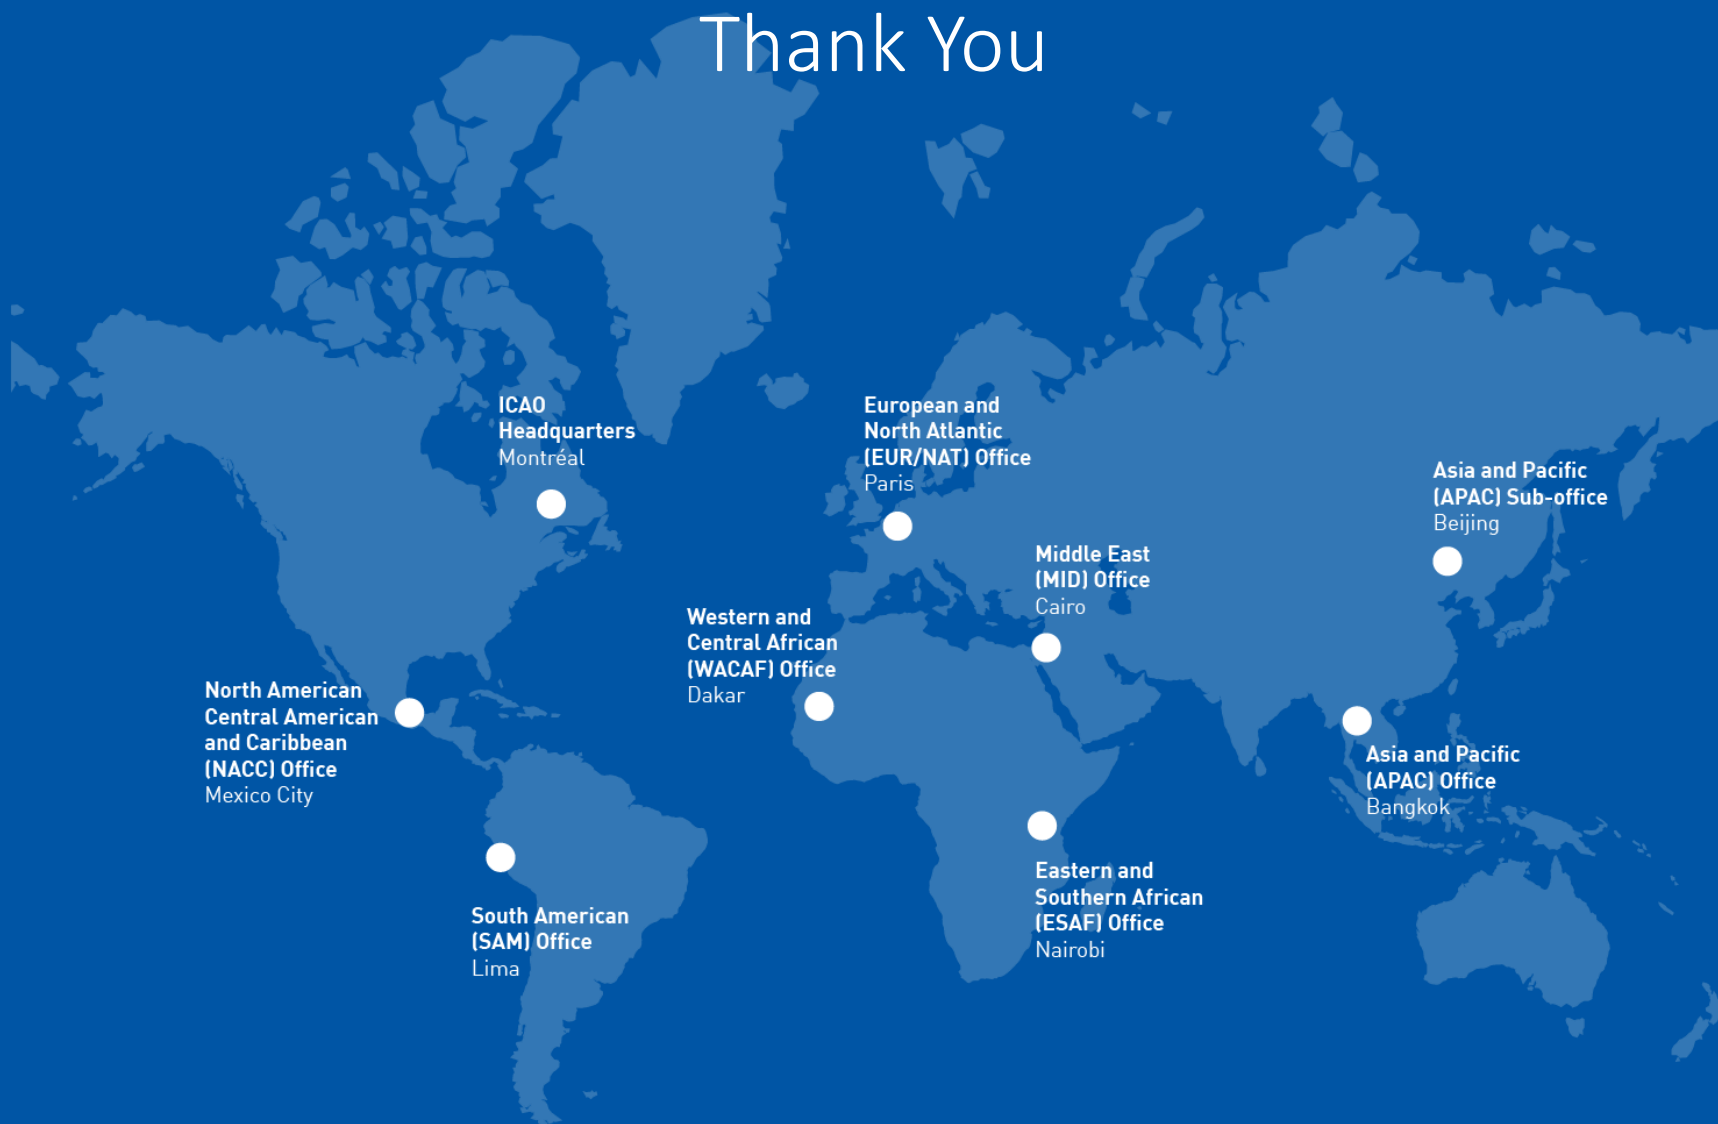 Thank You
ICAO
Headquarters
Montréal
European and
North Atlantic
(EUR/NAT) Office
Paris
Asia and Pacific
(APAC) Sub-office
Beijing
Middle East
(MID) Office
Cairo
Western and
Central African
(WACAF) Office
Dakar
North American
Central American
and Caribbean
(NACC) Office
Mexico City
Asia and Pacific
(APAC) Office
Bangkok
South American
(SAM) Office
Lima
Eastern and
Southern African
(ESAF) Office
Nairobi